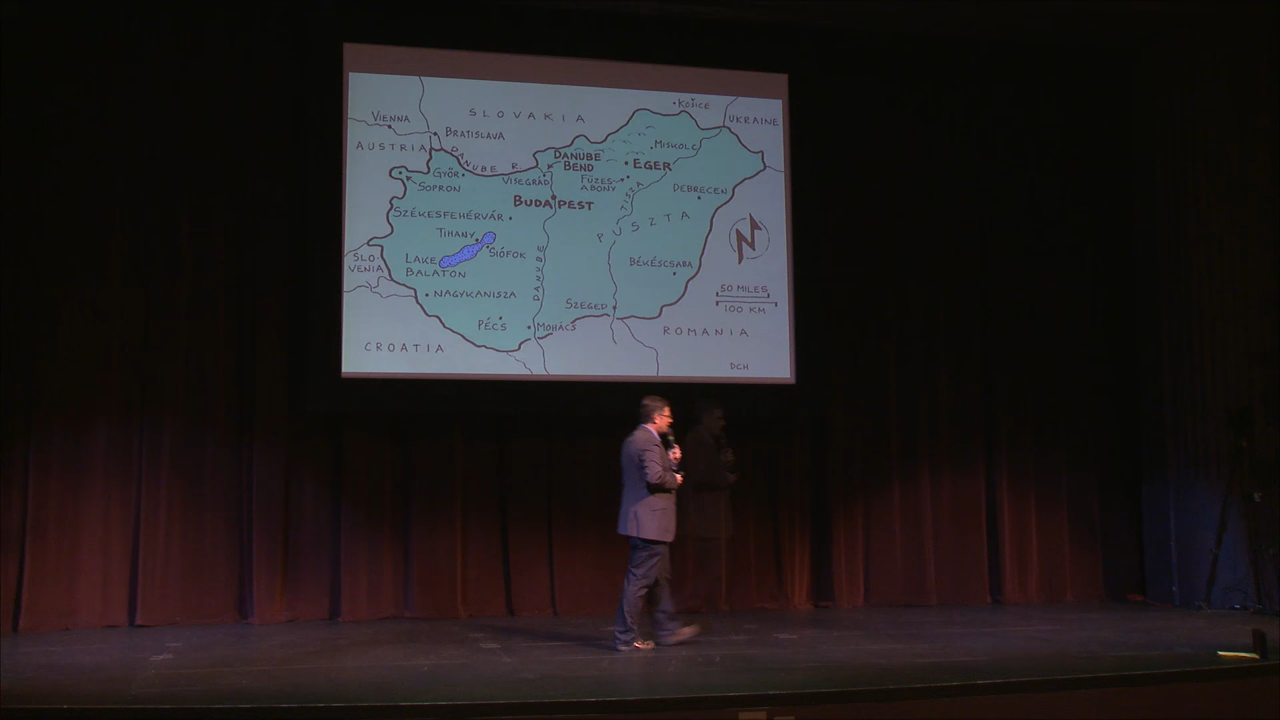 KOŠICE
SLOVAKIA
VIENNA
UKRAINE
BRATISLAVA
AUSTRIA
MISKOLC
DANUBE R.
DANUBE
BEND
EGER
GYŐR
VISEGRÁD
FÜZES-
ABONY
SOPRON
DEBRECEN
BUDAPEST
TISZA
SZÉKESFEHÉRVÁR
PUSZTA
TIHANY
SIÓFOK
SLO-
VENIA
LAKE
BALATON
DANUBE
BÉKÉSCSABA
NAGYKANISZA
50 MILES
100 KM
SZEGED
PÉCS
MOHÁCS
ROMANIA
CROATIA
DCH